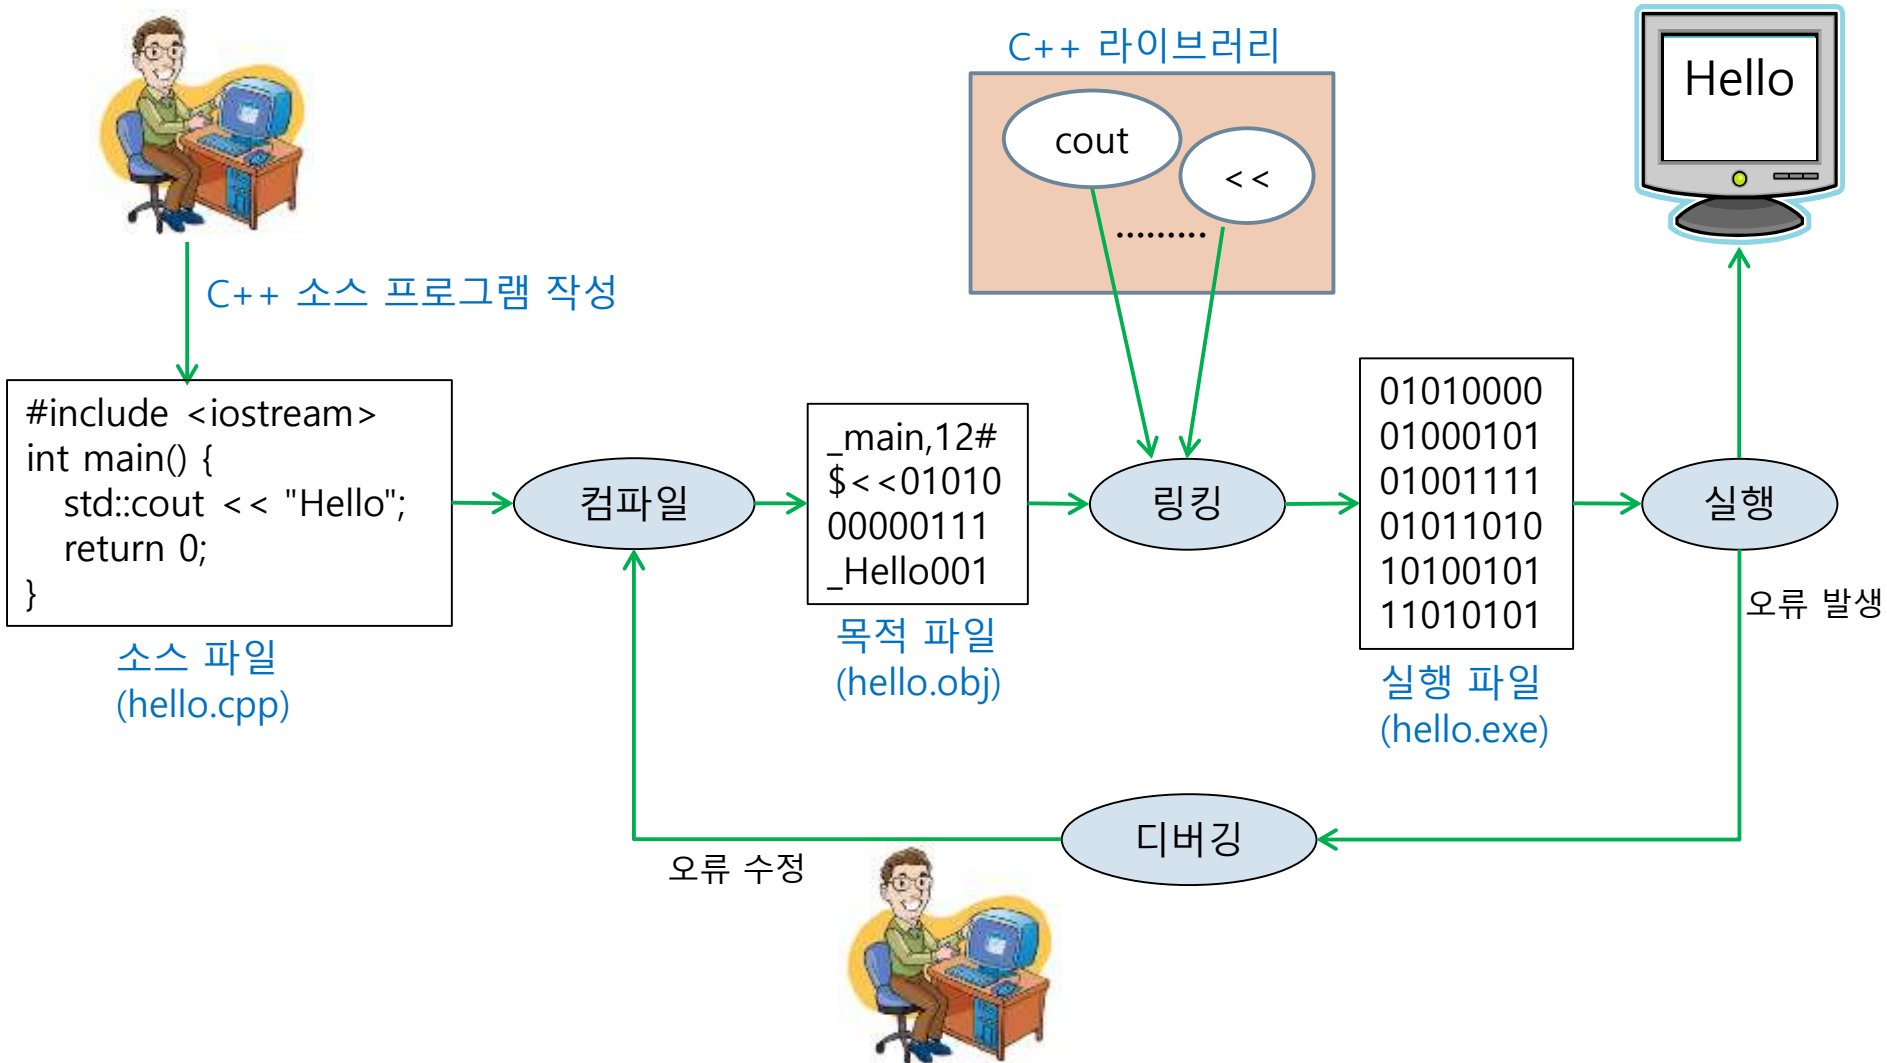 C++ 라이브러리
cout
<<
.........
Hello
C++ 소스 프로그램 작성
#include <iostream>
int main() {
std::cout << "Hello";
return 0;
}
소스 파일
(hello.cpp)
컴파일
_main,12#
$<<01010
00000111
_Hello001
목적 파일
(hello.obj)
링킹
01010000
01000101
01001111
01011010
10100101
11010101
실행 파일
(hello.exe)
실행
오류 발생
디버깅
오류 수정